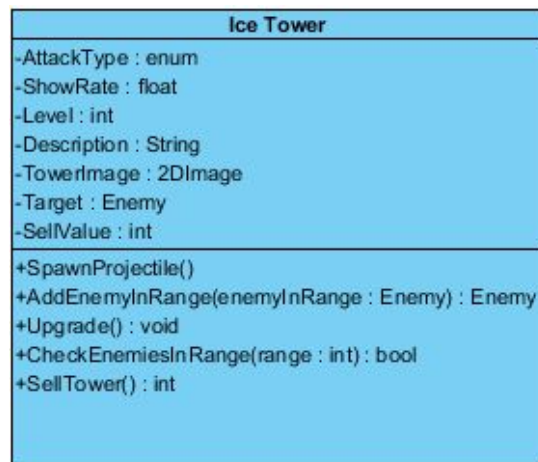 Ice Tower
-AttackType : enum
-ShowRate : float
-Level : int
-Description : String
-TowerImage : 2DImage
-Target : Enemy
-SellValue : int
+SpawnProjectile()
+AddEnemyInRange(enemyInRange : Enemy) : Enemy
+Upgrade() : void
+CheckEnemiesInRange(range : int) : bool
+SellTower() : int